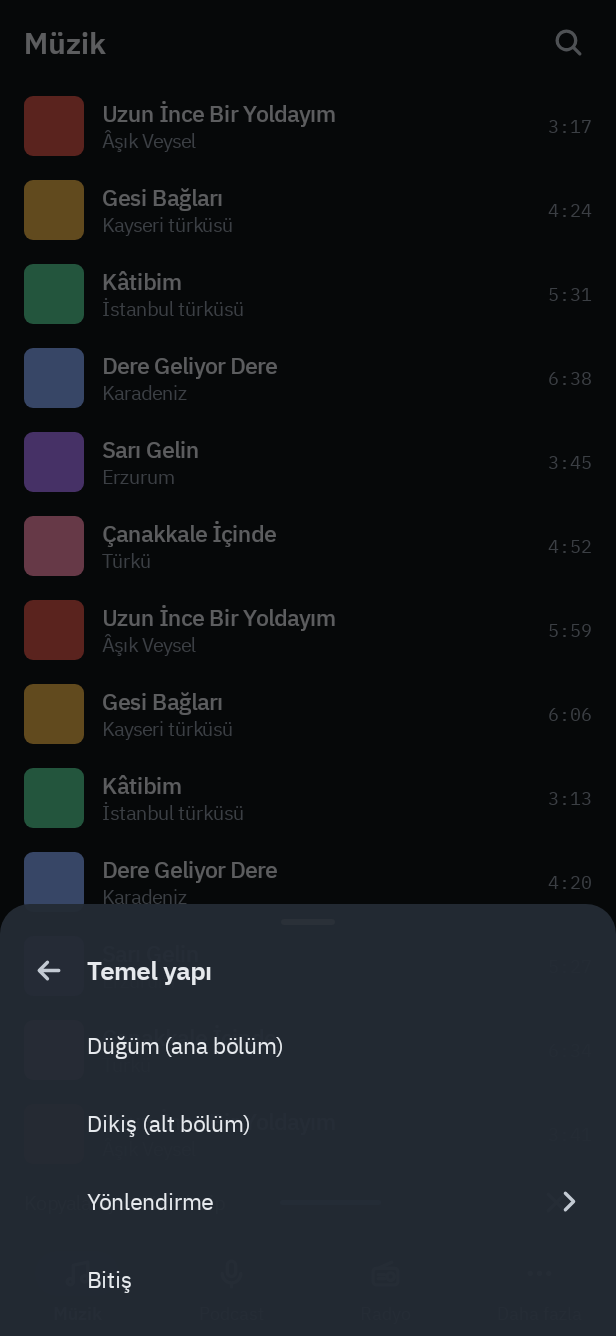 Müzik
Uzun İnce Bir Yoldayım
Âşık Veysel
3:17
Gesi Bağları
Kayseri türküsü
4:24
Kâtibim
İstanbul türküsü
5:31
Dere Geliyor Dere
Karadeniz
6:38
Sarı Gelin
Erzurum
3:45
Çanakkale İçinde
Türkü
4:52
Uzun İnce Bir Yoldayım
Âşık Veysel
5:59
Gesi Bağları
Kayseri türküsü
6:06
Kâtibim
İstanbul türküsü
3:13
Dere Geliyor Dere
Karadeniz
4:20
Temel yapı
Düğüm (ana bölüm)
Dikiş (alt bölüm)
Yönlendirme
Bitiş